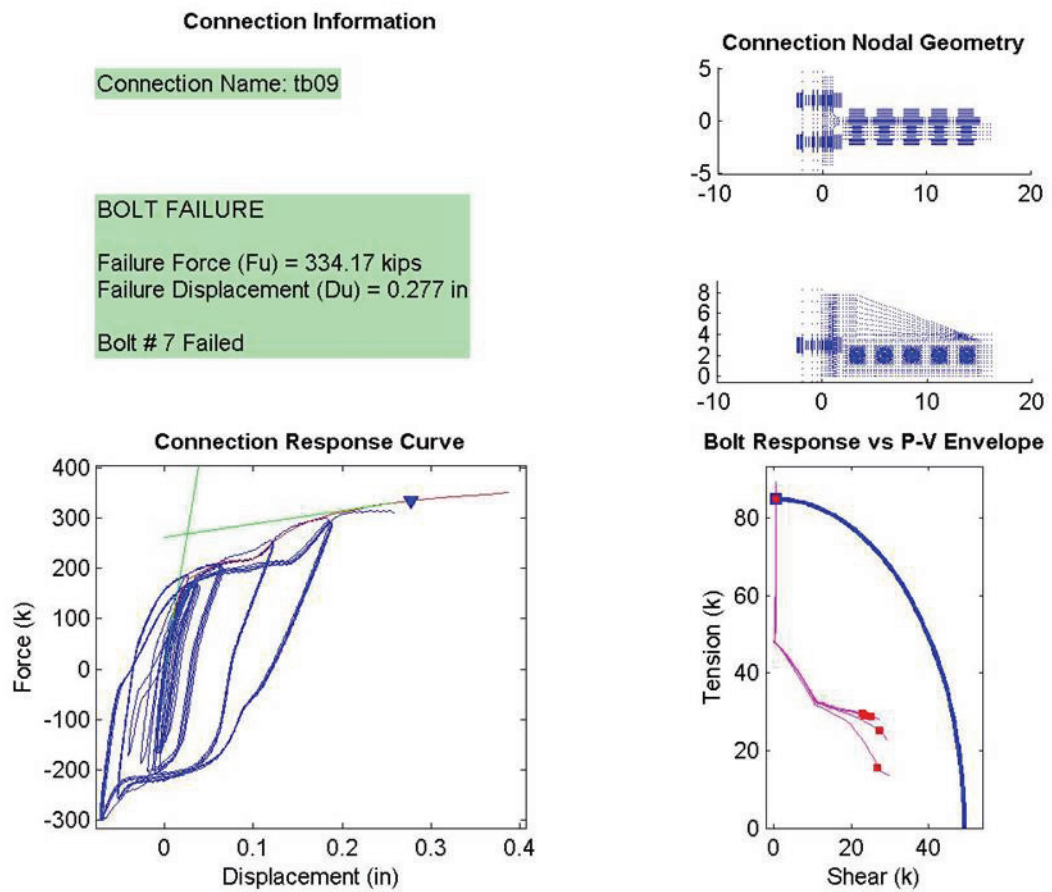 Connection Information
Connection Name: tb09
BOLT FAILURE
Failure Force (Fu) = 334.17 kips
Failure Displacement (Du) = 0.277 in
Bolt # 7 Failed
Connection Nodal Geometry
5
0
-5
-10 0 10 20
8
6
4
2
0
-10 0 10 20
Connection Response Curve
400
300
200
100
0
-100
-200
-300
Force (k)
0 0.1 0.2 0.3 0.4
Displacement (in)
Bolt Response vs P-V Envelope
80
60
40
20
0
Tension (k)
0 20 40
Shear (k)